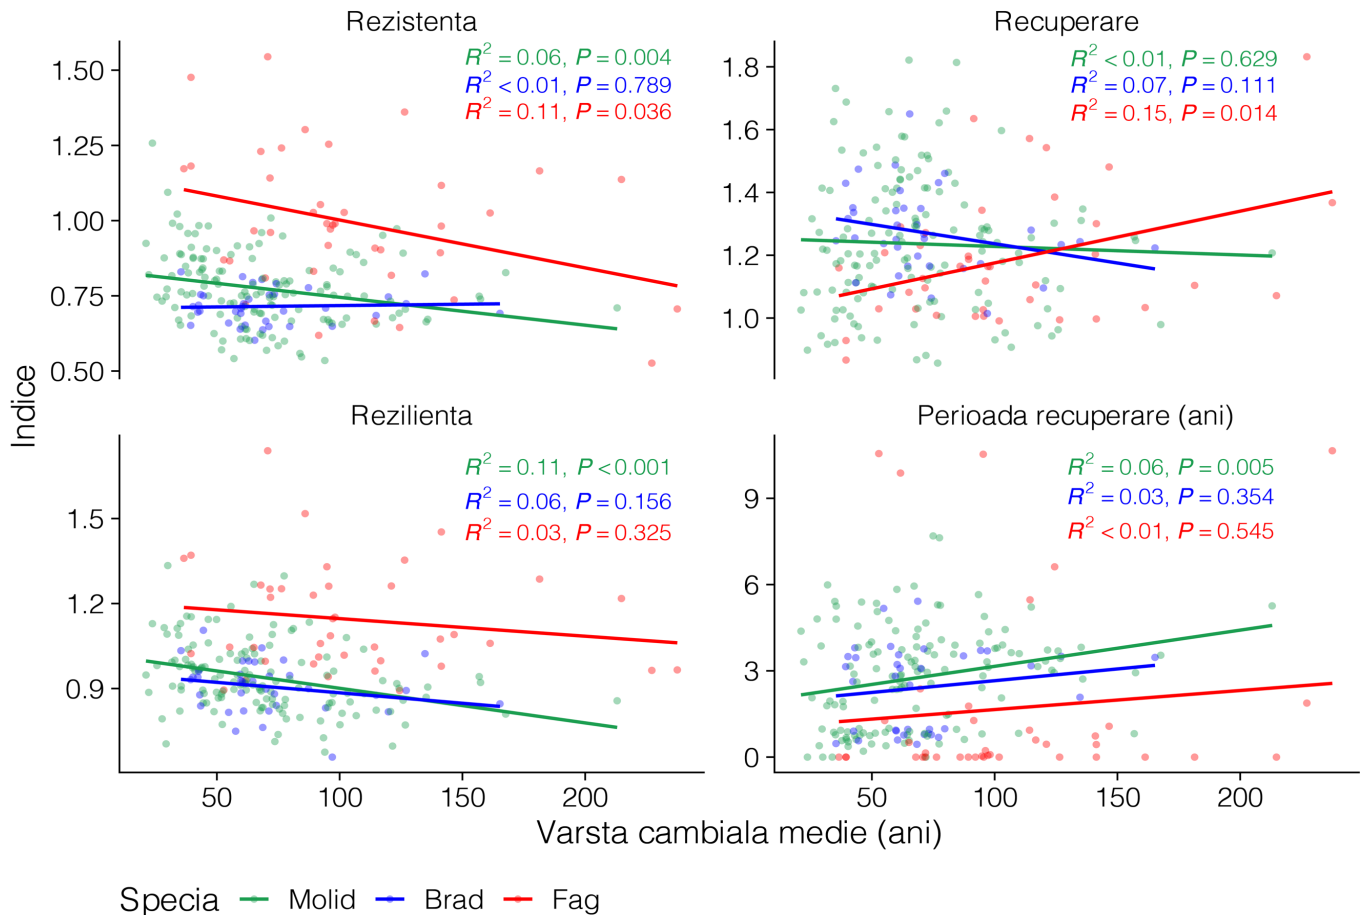 Rezistenta
R² = 0.06, P = 0.004
R² < 0.01, P = 0.789
R² = 0.11, P = 0.036
1.50
1.25
1.00
0.75
0.50
Recuperare
R² < 0.01, P = 0.629
R² = 0.07, P = 0.111
R² = 0.15, P = 0.014
1.8
1.6
1.4
1.2
1.0
Indice
Rezilienta
R² = 0.11, P < 0.001
R² = 0.06, P = 0.156
R² = 0.03, P = 0.325
1.5
1.2
0.9
50 100 150 200
Perioada recuperare (ani)
R² = 0.06, P = 0.005
R² = 0.03, P = 0.354
R² < 0.01, P = 0.545
9
6
3
0
50 100 150 200
Varsta cambiala medie (ani)
Specia Molid Brad Fag